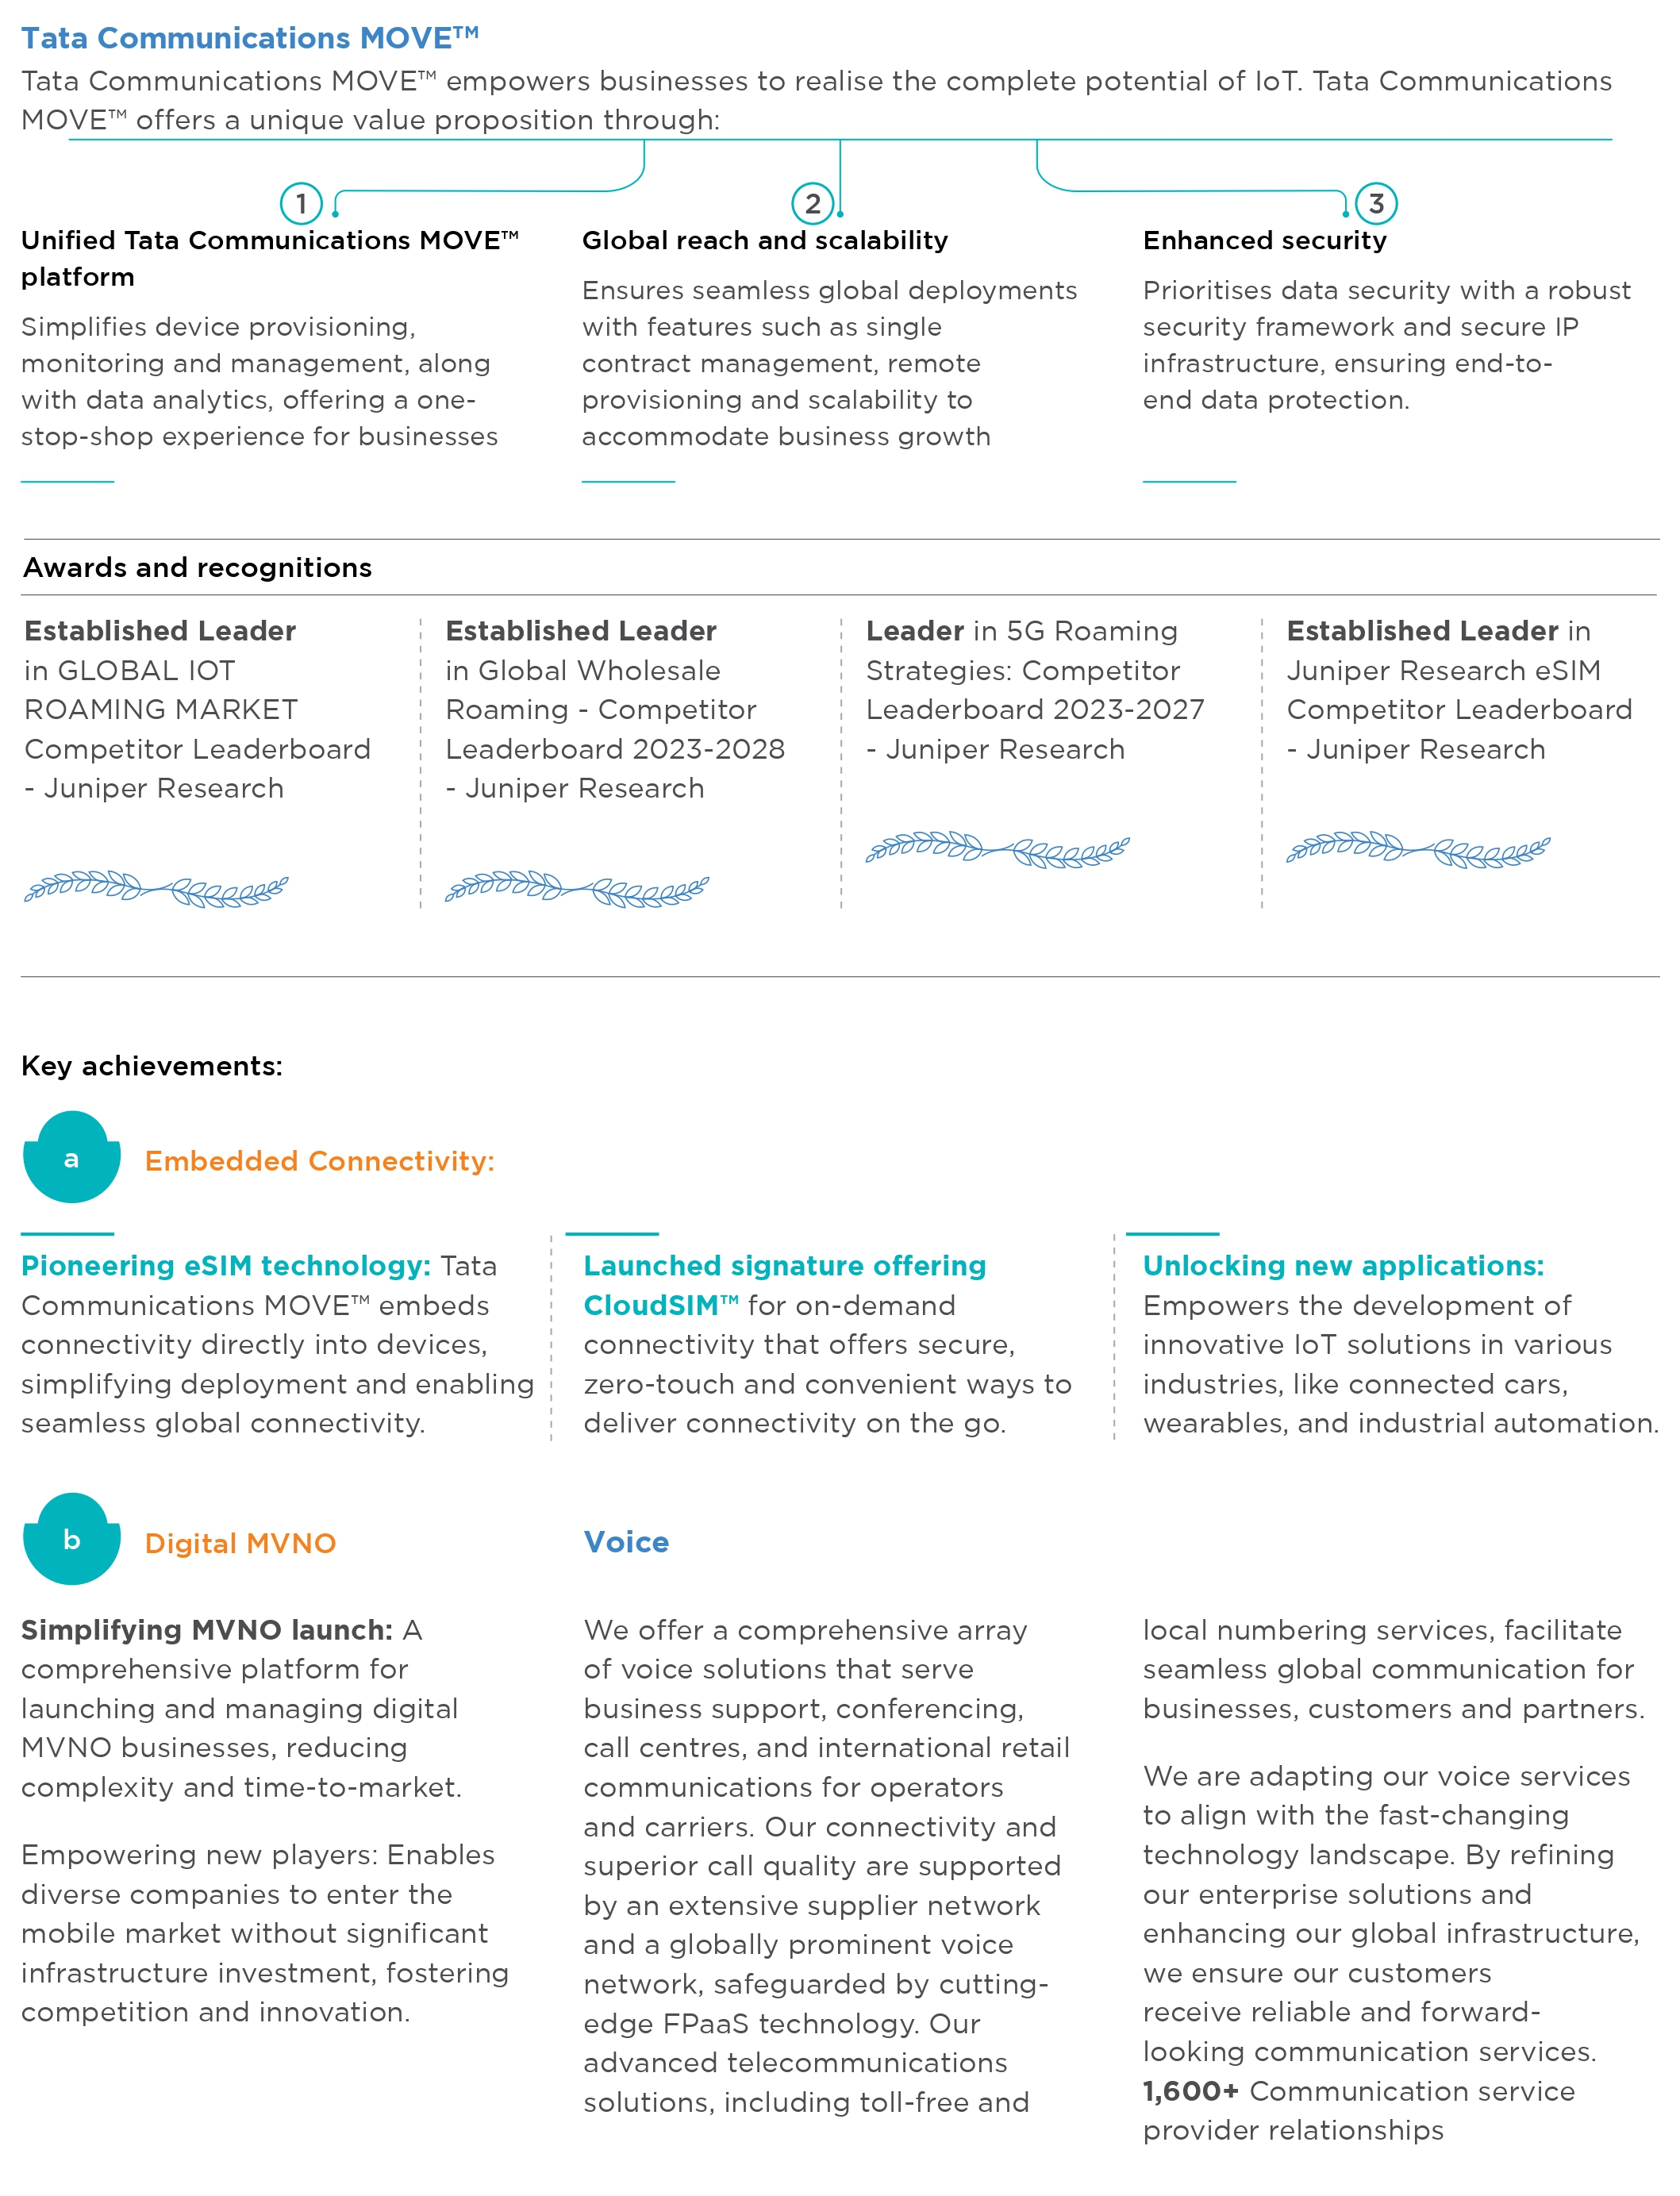 Tata Communications MOVE™
Tata Communications MOVE™ empowers businesses to realise the complete potential of IoT. Tata Communications
MOVE™ offers a unique value proposition through:
1
Unified Tata Communications MOVE™
platform
Simplifies device provisioning,
monitoring and management, along
with data analytics, offering a one-
stop-shop experience for businesses
2
Global reach and scalability
Ensures seamless global deployments
with features such as single
contract management, remote
provisioning and scalability to
accommodate business growth
3
Enhanced security
Prioritises data security with a robust
security framework and secure IP
infrastructure, ensuring end-to-
end data protection.
Awards and recognitions
Established Leader
in GLOBAL IOT
ROAMING MARKET
Competitor Leaderboard
- Juniper Research
Established Leader
in Global Wholesale
Roaming - Competitor
Leaderboard 2023-2028
- Juniper Research
Leader in 5G Roaming
Strategies: Competitor
Leaderboard 2023-2027
- Juniper Research
Established Leader in
Juniper Research eSIM
Competitor Leaderboard
- Juniper Research
Key achievements:
a
Embedded Connectivity:
Pioneering eSIM technology: Tata
Communications MOVE™ embeds
connectivity directly into devices,
simplifying deployment and enabling
seamless global connectivity.
Launched signature offering
CloudSIM™ for on-demand
connectivity that offers secure,
zero-touch and convenient ways to
deliver connectivity on the go.
Unlocking new applications:
Empowers the development of
innovative IoT solutions in various
industries, like connected cars,
wearables, and industrial automation.
b
Digital MVNO
Simplifying MVNO launch: A
comprehensive platform for
launching and managing digital
MVNO businesses, reducing
complexity and time-to-market.
Empowering new players: Enables
diverse companies to enter the
mobile market without significant
infrastructure investment, fostering
competition and innovation.
Voice
We offer a comprehensive array
of voice solutions that serve
business support, conferencing,
call centres, and international retail
communications for operators
and carriers. Our connectivity and
superior call quality are supported
by an extensive supplier network
and a globally prominent voice
network, safeguarded by cutting-
edge FPaaS technology. Our
advanced telecommunications
solutions, including toll-free and
local numbering services, facilitate
seamless global communication for
businesses, customers and partners.
We are adapting our voice services
to align with the fast-changing
technology landscape. By refining
our enterprise solutions and
enhancing our global infrastructure,
we ensure our customers
receive reliable and forward-
looking communication services.
1,600+ Communication service
provider relationships